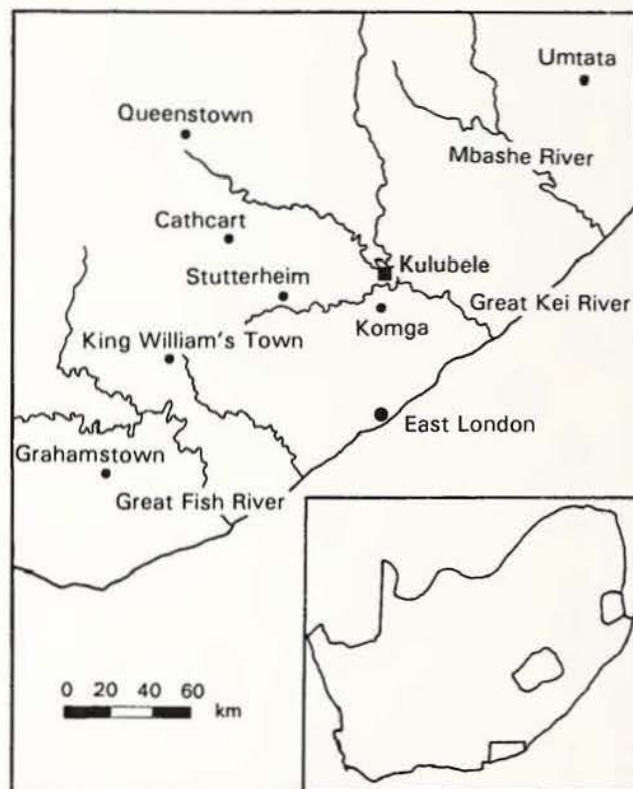 Umtata
Queenstown
Mbashe River
Cathcart
Kulubele
Stutterheim
Great Kei River
Komga
King William's Town
East London
Grahamstown
Great Fish River
0 20 40 60
km